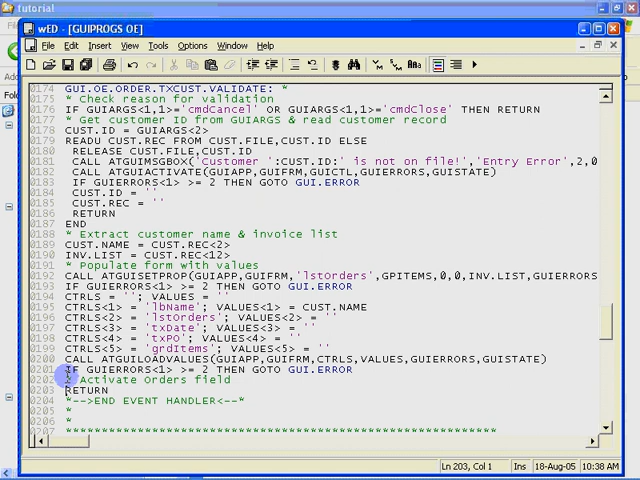 tutorial
wED - [GUIPROGS OE]
File Edit Insert View Tools Options Window Help
0174 GUI.OE.ORDER.TXCUST.VALIDATE: *
0175 * Check reason for validation
0176 IF GUIARGS<1,1>='cmdCancel' OR GUIARGS<1,1>='cmdClose' THEN RETURN
0177 * Get customer ID from GUIARGS & read customer record
0178 CUST.ID = GUIARGS<2>
0179 READU CUST.REC FROM CUST.FILE,CUST.ID ELSE
0180 RELEASE CUST.FILE,CUST.ID
0181 CALL ATGUIMSGBOX('Customer ':CUST.ID:' is not on file!','Entry Error',2,0
0182 CALL ATGUIACTIVATE(GUIAPP,GUIFRM,GUICTL,GUIERRORS,GUISTATE)
0183 IF GUIERRORS<1> >= 2 THEN GOTO GUI.ERROR
0184 CUST.ID = ''
0185 CUST.REC = ''
0186 RETURN
0187 END
0188 * Extract customer name & invoice list
0189 CUST.NAME = CUST.REC<2>
0190 INV.LIST = CUST.REC<12>
0191 * Populate form with values
0192 CALL ATGUISETPROP(GUIAPP,GUIFRM,'lstOrders',GPITEMS,0,0,INV.LIST,GUIERRORS
0193 IF GUIERRORS<1> >= 2 THEN GOTO GUI.ERROR
0194 CTRLS = ''; VALUES = ''
0195 CTRLS<1> = 'lbName'; VALUES<1> = CUST.NAME
0196 CTRLS<2> = 'lstOrders'; VALUES<2> = ''
0197 CTRLS<3> = 'txDate'; VALUES<3> = ''
0198 CTRLS<4> = 'txPO'; VALUES<4> = ''
0199 CTRLS<5> = 'grdItems'; VALUES<5> = ''
0200 CALL ATGUILOADVALUES(GUIAPP,GUIFRM,CTRLS,VALUES,GUIERRORS,GUISTATE)
0201 IF GUIERRORS<1> >= 2 THEN GOTO GUI.ERROR
0202 * Activate Orders field
0203 RETURN
0204 *-->END EVENT HANDLER<--*
0205 *
0206 *
0207 *****************************************************
Ln 203, Col 1 Ins 18-Aug-05 10:38 AM